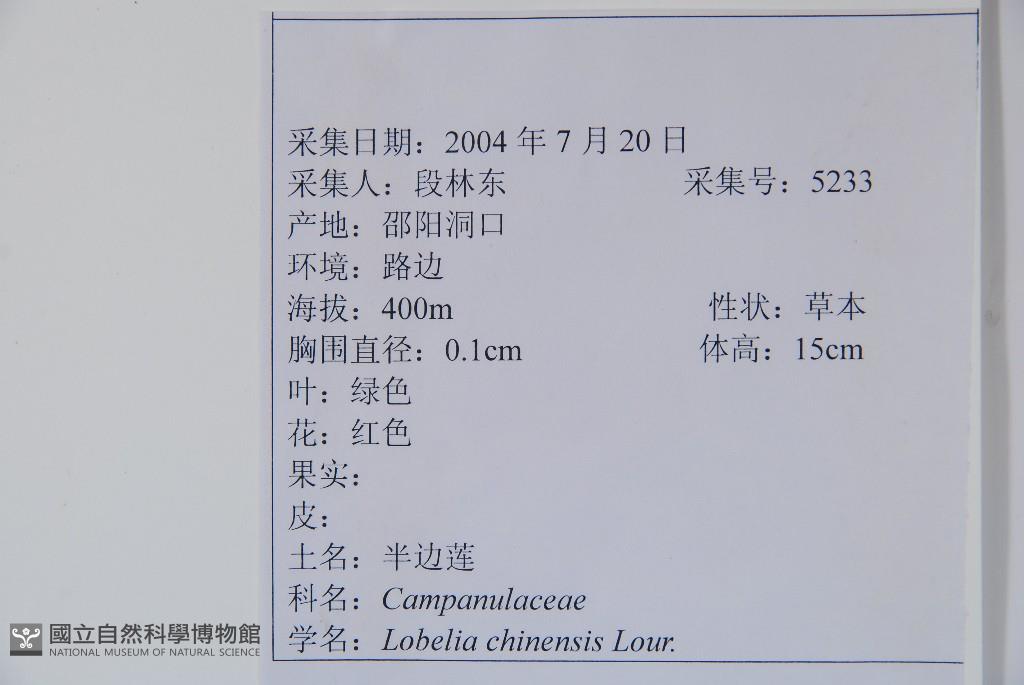 采集日期：2004 年 7 月 20 日
采集人：段林东 采集号：5233
产地：邵阳洞口
环境：路边
海拔：400m 性状：草本
胸围直径：0.1cm 体高：15cm
叶：绿色
花：红色
果实：
皮：
土名：半边莲
科名：Campanulaceae
学名：Lobelia chinensis Lour.
國立自然科學博物館
NATIONAL MUSEUM OF NATURAL SCIENCE